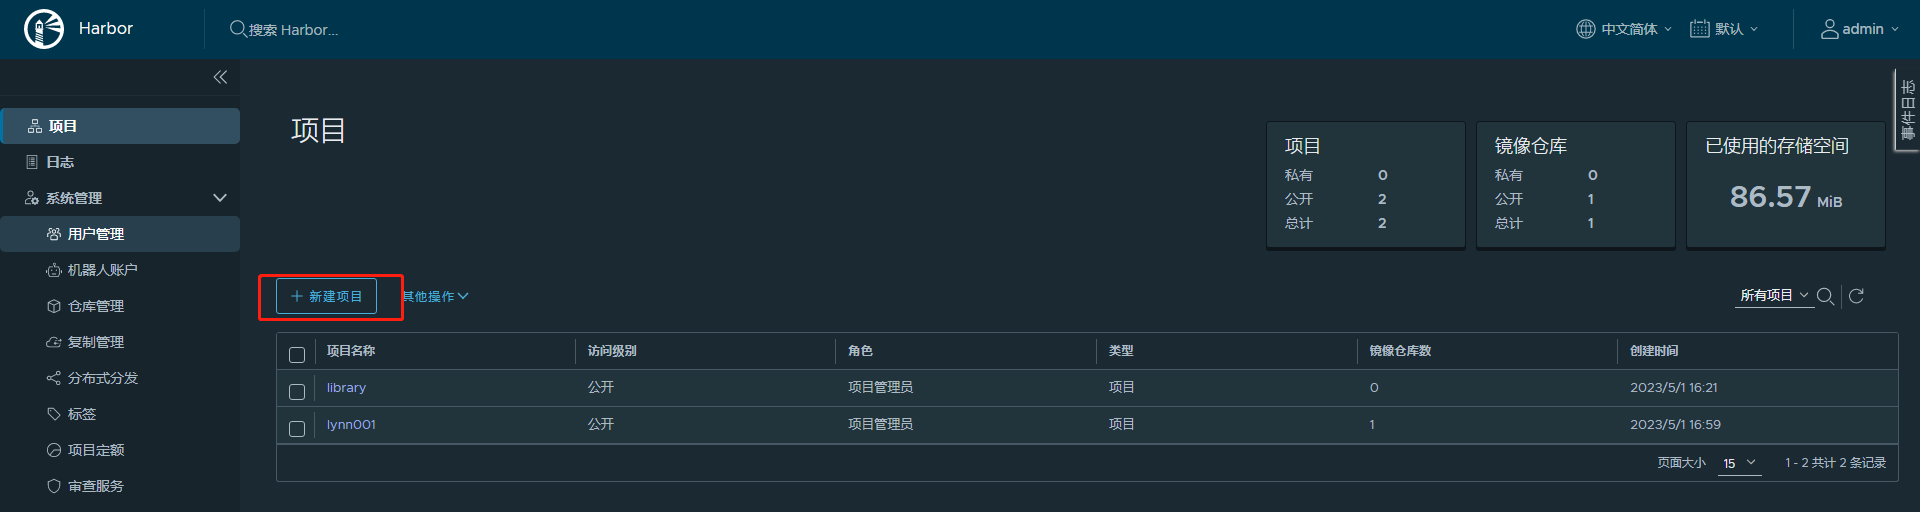 Harbor
搜索 Harbor...
中文简体
默认
admin
事件日志
项目
日志
系统管理
用户管理
机器人账户
仓库管理
复制管理
分布式分发
标签
项目定额
审查服务
项目
项目
私有 0
公开 2
总计 2
镜像仓库
私有 0
公开 1
总计 1
已使用的存储空间
86.57 MiB
新建项目
其他操作
所有项目
项目名称 访问级别 角色 类型 镜像仓库数 创建时间
library 公开 项目管理员 项目 0 2023/5/1 16:21
lynn001 公开 项目管理员 项目 1 2023/5/1 16:59
页面大小 15 1 - 2 共计 2 条记录